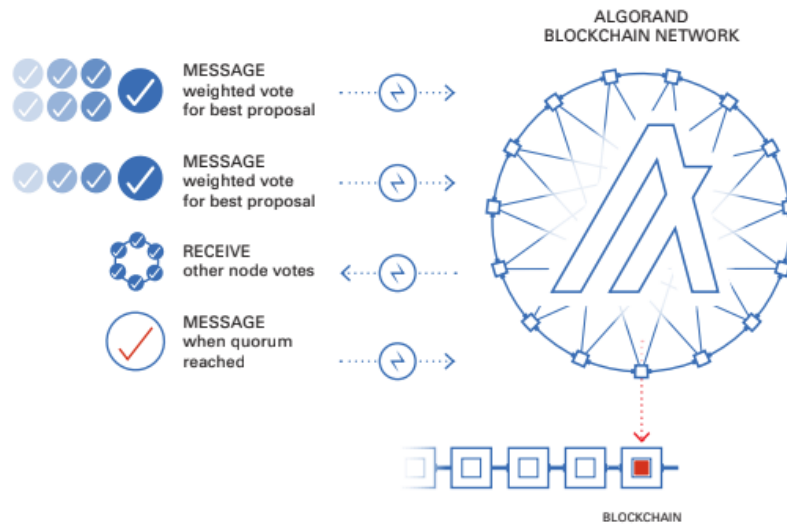 ALGORAND
BLOCKCHAIN NETWORK
MESSAGE
weighted vote
for best proposal
MESSAGE
weighted vote
for best proposal
RECEIVE
other node votes
MESSAGE
when quorum
reached
BLOCKCHAIN